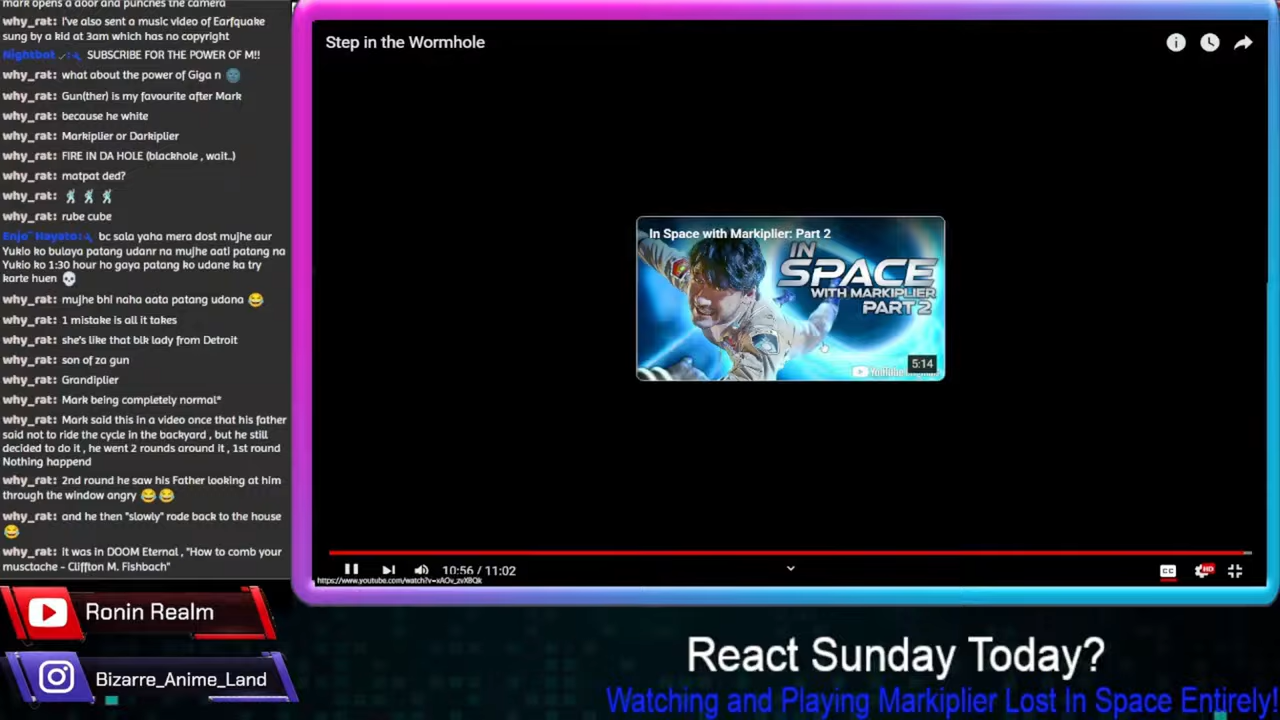 mark opens a door and punches the camera
why_rat: I've also sent a music video of Earfquake
sung by a kid at 3am which has no copyright
Nightbot: SUBSCRIBE FOR THE POWER OF M!!
why_rat: what about the power of Giga n 🗿
why_rat: Gun(ther) is my favourite after Mark
why_rat: because he white
why_rat: Markiplier or Darkiplier
why_rat: FIRE IN DA HOLE (blackhole , wait..)
why_rat: matpat ded?
why_rat: 🕺 🕺 🕺
why_rat: rube cube
Enjo~Hayato: bc sala yaha mera dost mujhe aur
Yukio ko bulaya patang udanr na mujhe aati patang na
Yukio ko 1:30 hour ho gaya patang ko udane ka try
karte huen 💀
why_rat: mujhe bhi naha aata patang udana 😂
why_rat: 1 mistake is all it takes
why_rat: she's like that blk lady from Detroit
why_rat: son of za gun
why_rat: Grandiplier
why_rat: Mark being completely normal*
why_rat: Mark said this in a video once that his father
said not to ride the cycle in the backyard , but he still
decided to do it , he went 2 rounds around it , 1st round
Nothing happend
why_rat: 2nd round he saw his Father looking at him
through the window angry 😂😂
why_rat: and he then "slowly" rode back to the house
😂
why_rat: it was in DOOM Eternal , "How to comb your
musctache - Cliffton M. Fishbach"
Step in the Wormhole
In Space with Markiplier: Part 2
IN
SPACE
WITH MARKIPLIER
PART 2
5:14
YouTube
10:56 / 11:02
CC
HD
Ronin Realm
Bizarre_Anime_Land
React Sunday Today?
Watching and Playing Markiplier Lost In Space Entirely!